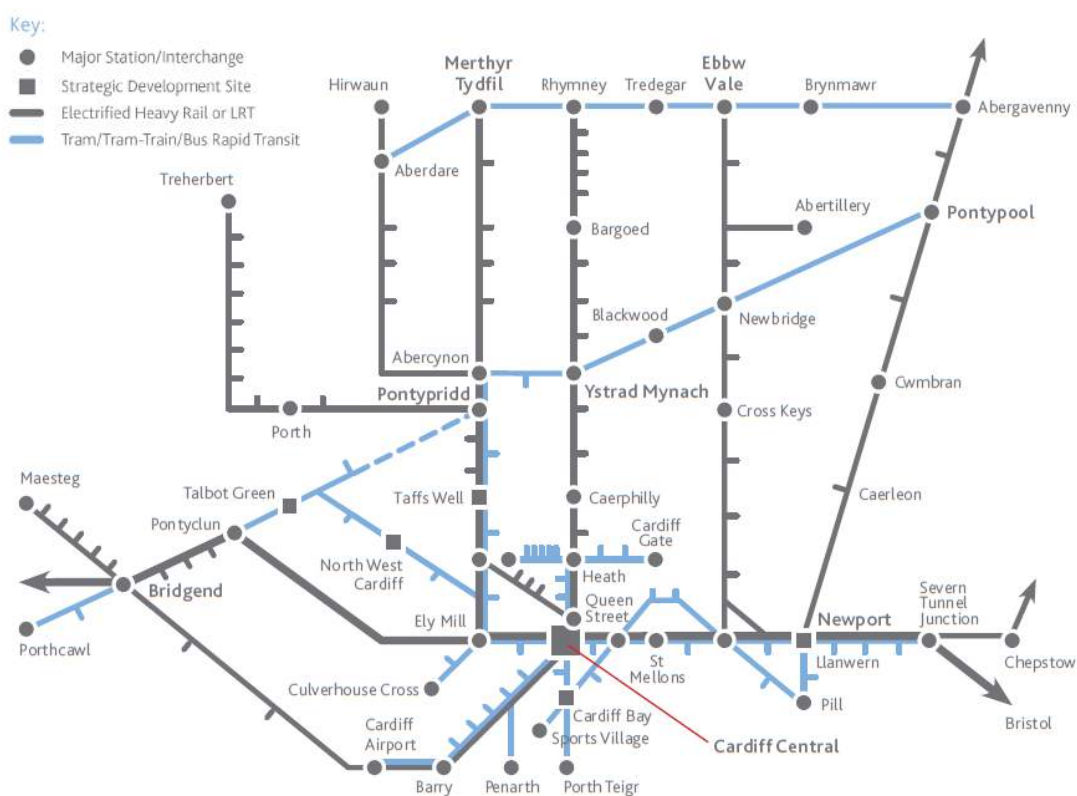 Key:
Major Station/Interchange
Strategic Development Site
Electrified Heavy Rail or LRT
Tram/Tram-Train/Bus Rapid Transit
Merthyr
Tydfil
Ebbw
Vale
Hirwaun
Rhymney
Tredegar
Brynmawr
Abergavenny
Aberdare
Treherbert
Abertillery
Pontypool
Bargoed
Blackwood
Newbridge
Abercynon
Pontypridd
Ystrad Mynach
Cwmbran
Porth
Cross Keys
Maesteg
Talbot Green
Taffs Well
Caerphilly
Caerleon
Pontyclun
Cardiff
Gate
North West
Cardiff
Heath
Bridgend
Queen
Street
Ely Mill
Newport
Severn
Tunnel
Junction
Porthcawl
St
Mellons
Llanwern
Chepstow
Culverhouse Cross
Pill
Cardiff Bay
Sports Village
Bristol
Cardiff
Airport
Cardiff Central
Barry
Penarth
Porth Teigr